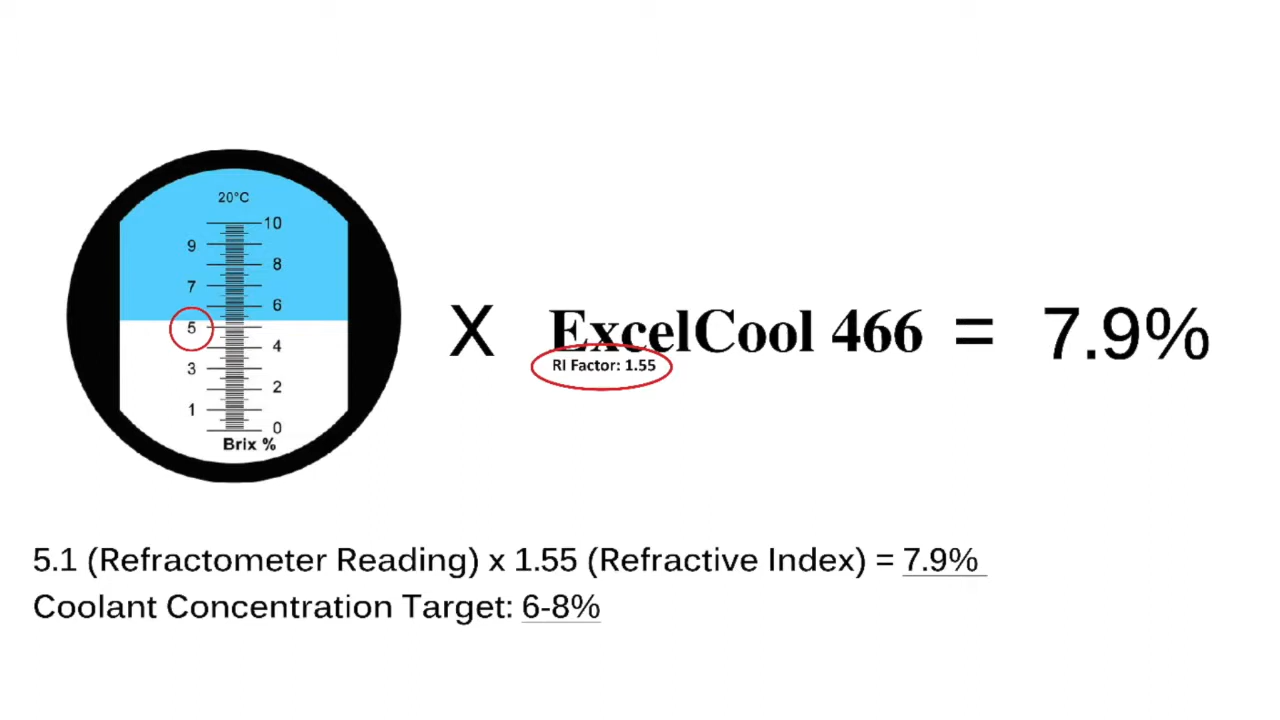 20°C
10
9
8
7
6
5
4
3
2
1
0
Brix %
X
ExcelCool 466
RI Factor: 1.55
= 7.9%
5.1 (Refractometer Reading) x 1.55 (Refractive Index) = 7.9%
Coolant Concentration Target: 6-8%